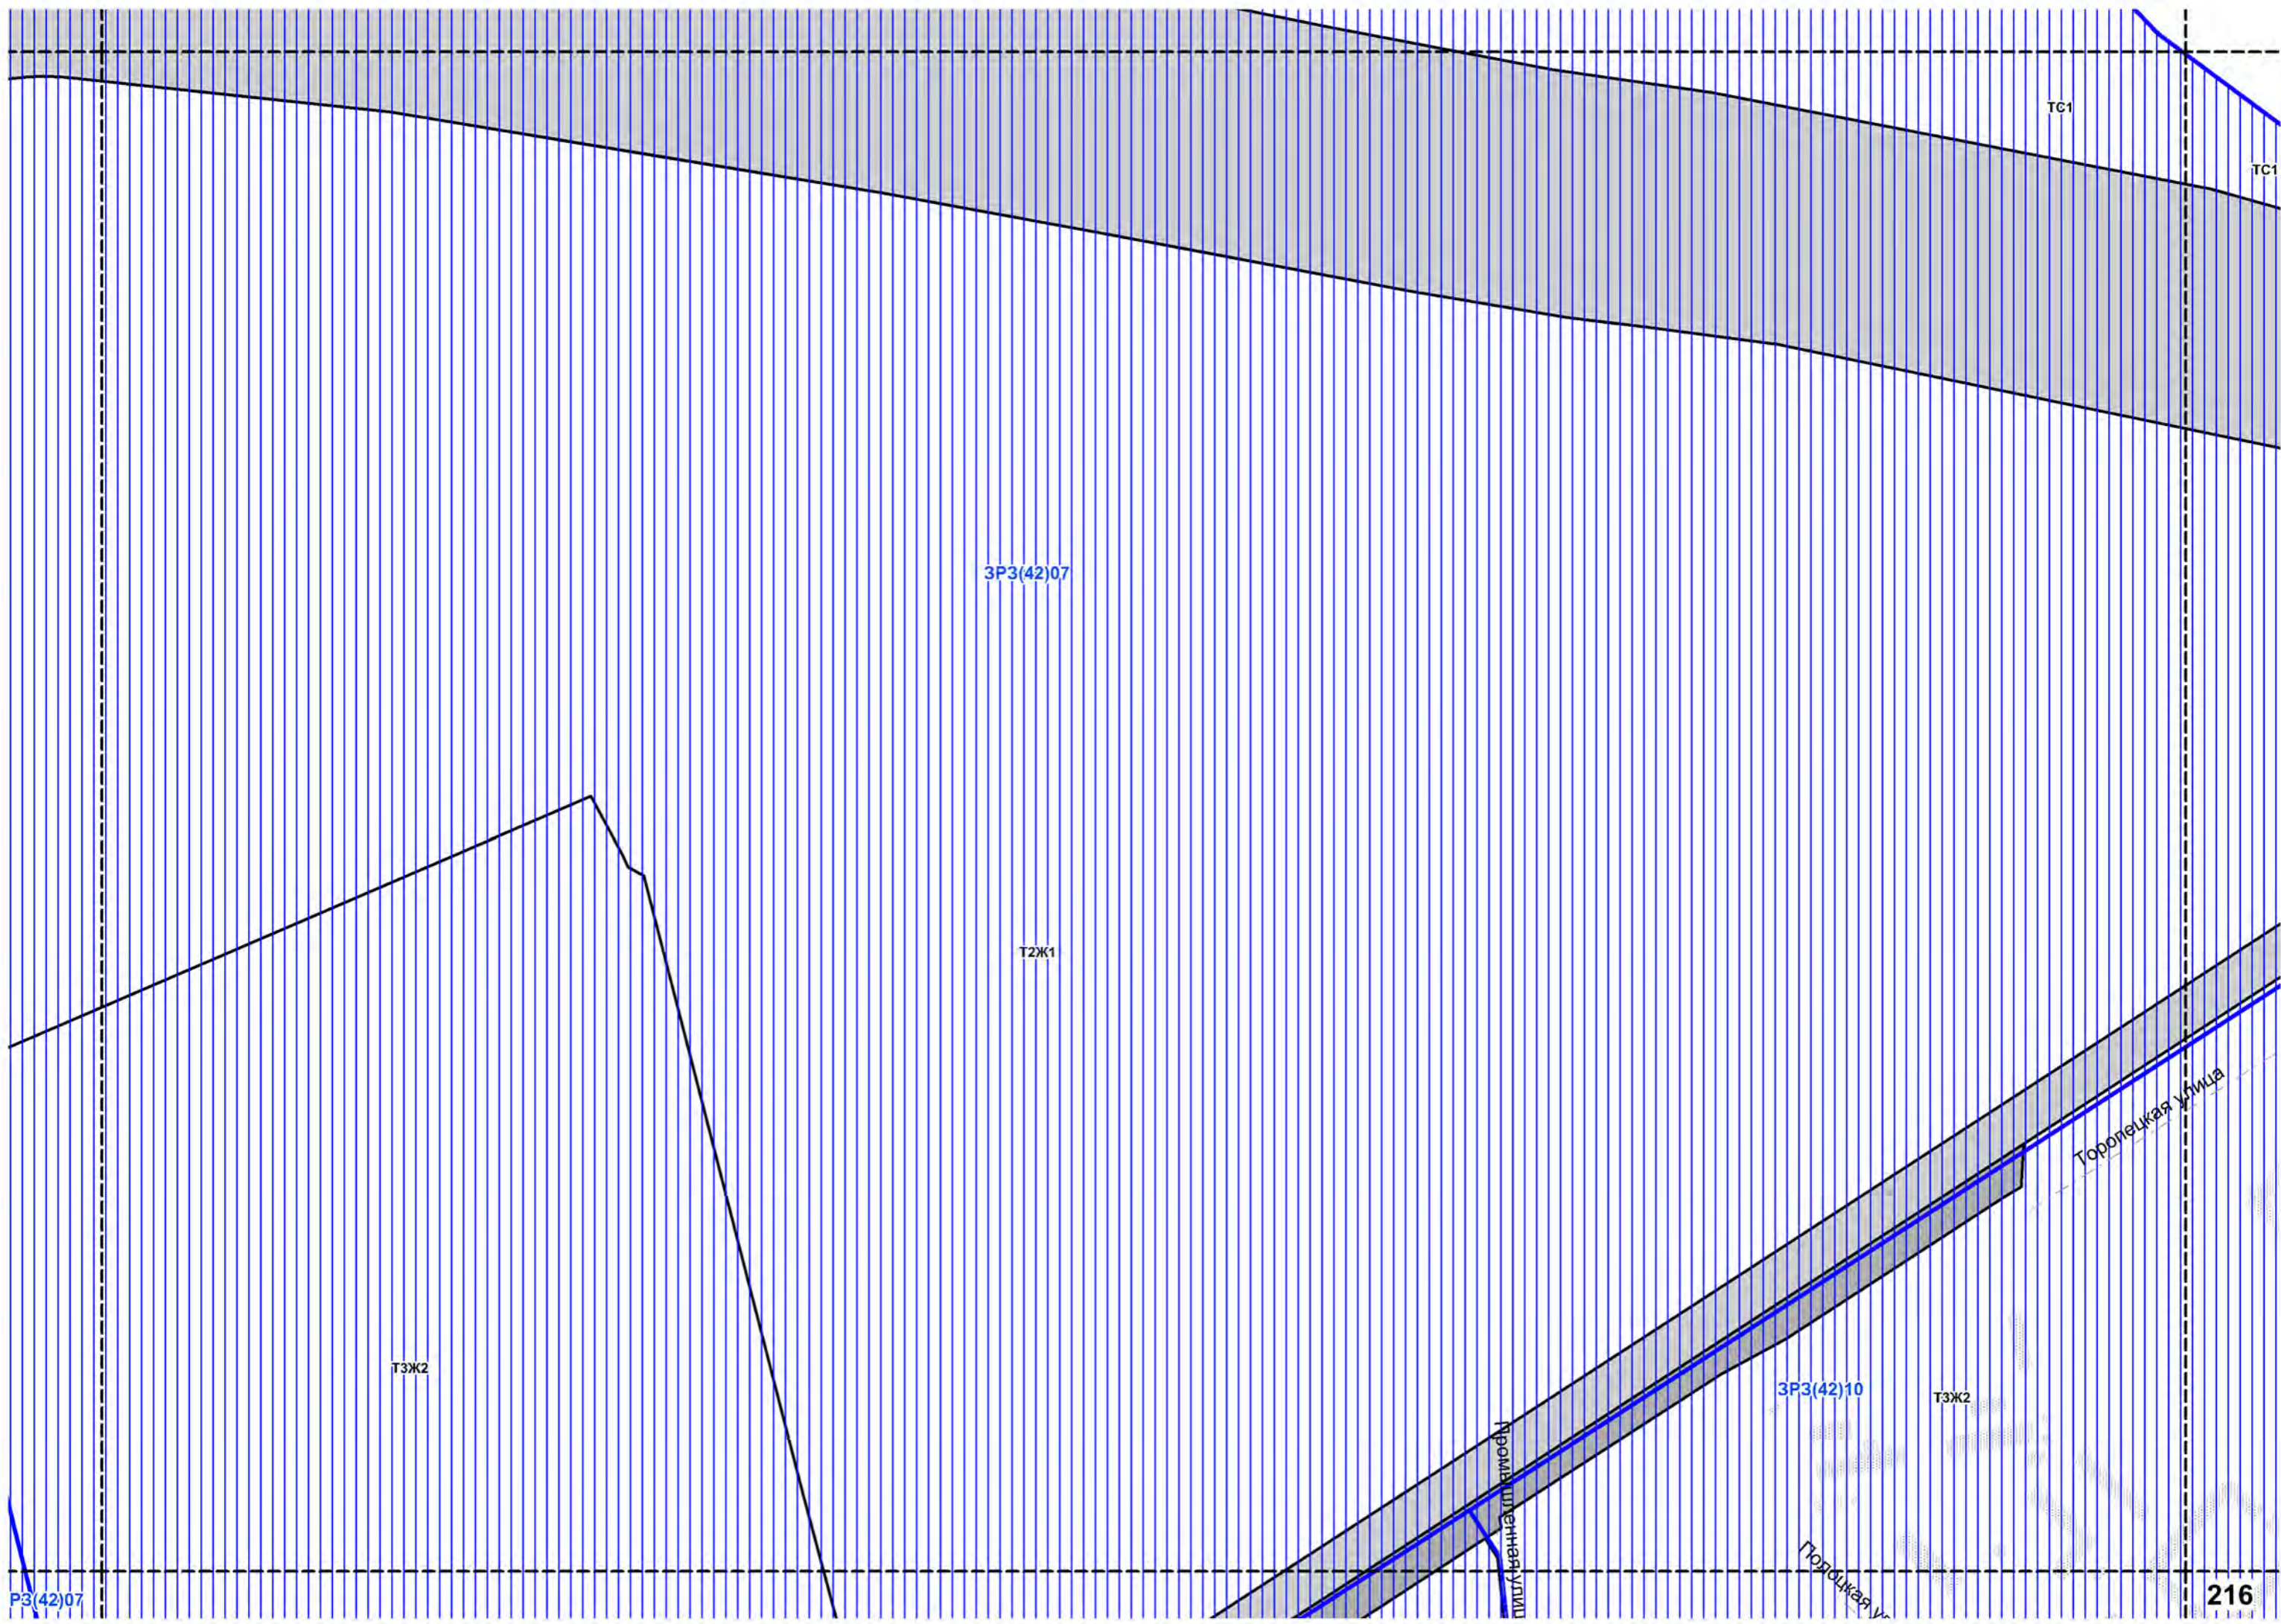 ТС1
ТС1
ЗРЗ(42)07
Т2Ж1
Торопецкая улица
Т3Ж2
ЗРЗ(42)10
Т3Ж2
Промышленная улиц
Полоцкая у
РЗ(42)07
216